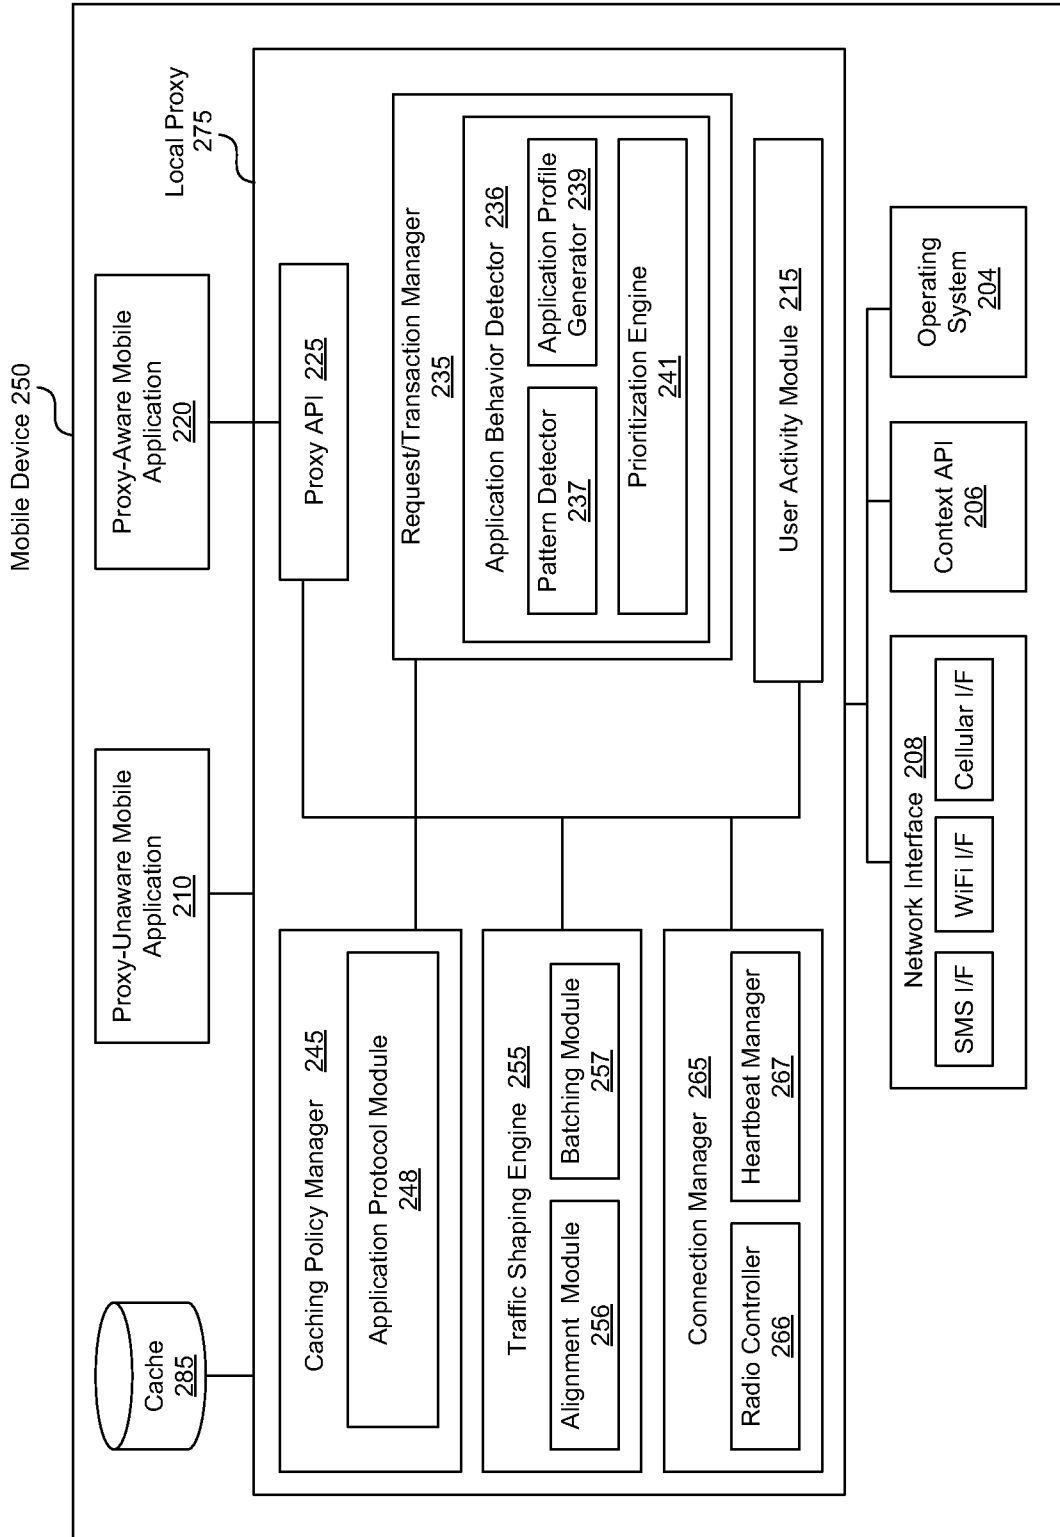 Mobile Device 250
Cache
285
Proxy-Unaware Mobile
Application
210
Proxy-Aware Mobile
Application
220
Local Proxy
275
Caching Policy Manager 245
Application Protocol Module
248
Traffic Shaping Engine 255
Alignment Module
256
Batching Module
257
Connection Manager 265
Radio Controller
266
Heartbeat Manager
267
Proxy API 225
Request/Transaction Manager
235
Application Behavior Detector 236
Pattern Detector
237
Application Profile
Generator 239
Prioritization Engine
241
User Activity Module 215
Network Interface 208
SMS I/F
WiFi I/F
Cellular I/F
Context API
206
Operating
System
204